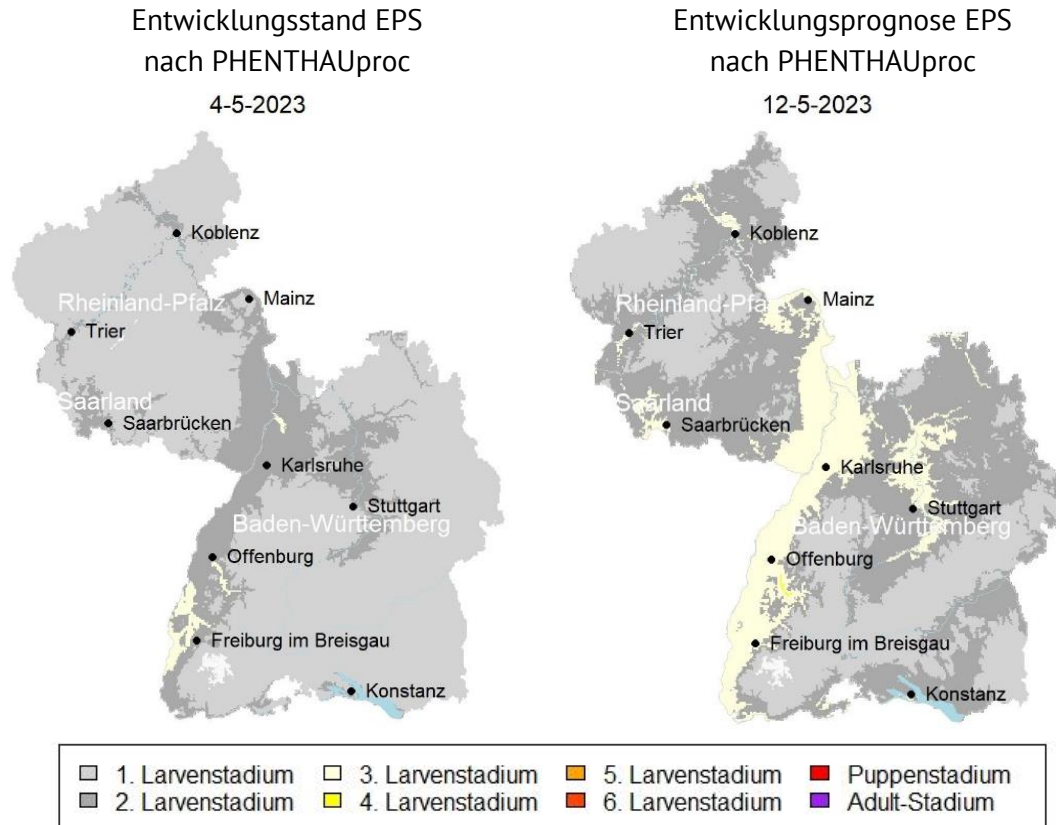 Entwicklungsstand EPS
nach PHENTHAUproc
4-5-2023
Koblenz
Rheinland-Pfalz
Mainz
Trier
Saarland
Saarbrücken
Karlsruhe
Stuttgart
Baden-Württemberg
Offenburg
Freiburg im Breisgau
Konstanz
Entwicklungsprognose EPS
nach PHENTHAUproc
12-5-2023
Koblenz
Rheinland-Pfa
Mainz
Trier
Saarland
Saarbrücken
Karlsruhe
Stuttgart
Baden-Württemberg
Offenburg
Freiburg im Breisgau
Konstanz
1. Larvenstadium
2. Larvenstadium
3. Larvenstadium
4. Larvenstadium
5. Larvenstadium
6. Larvenstadium
Puppenstadium
Adult-Stadium